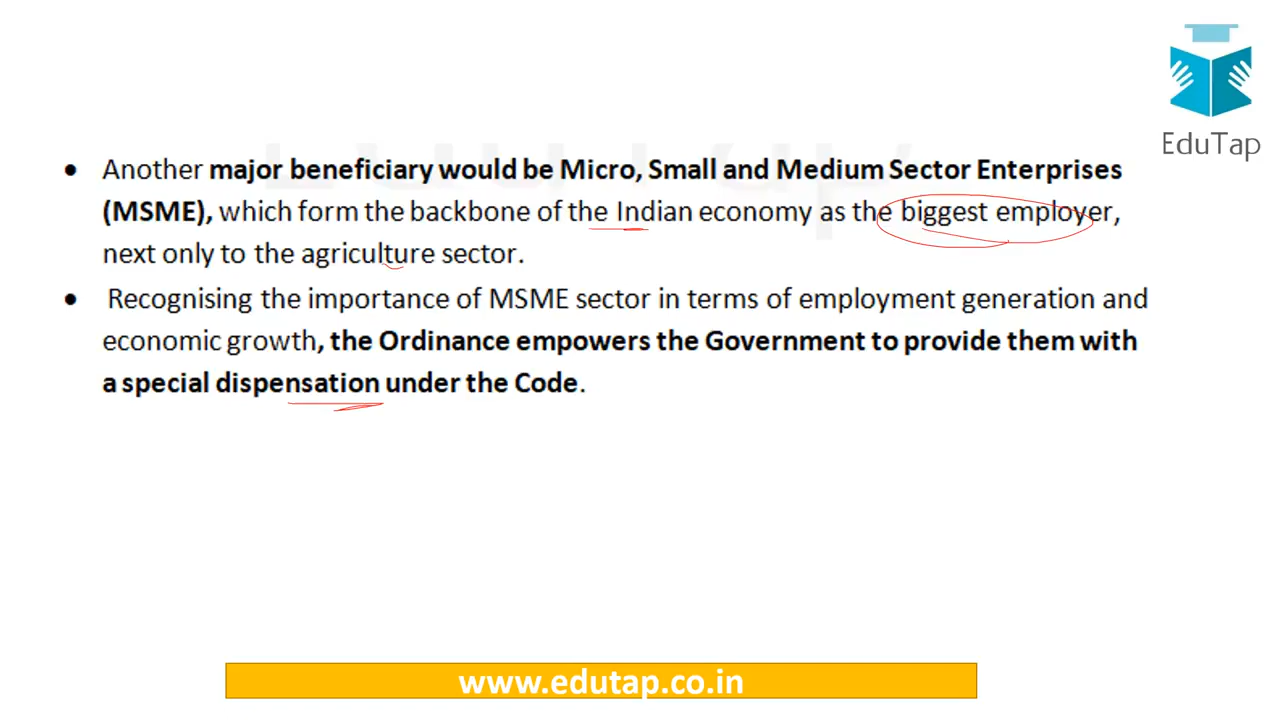 EduTap
• Another major beneficiary would be Micro, Small and Medium Sector Enterprises
(MSME), which form the backbone of the Indian economy as the biggest employer,
next only to the agriculture sector.
• Recognising the importance of MSME sector in terms of employment generation and
economic growth, the Ordinance empowers the Government to provide them with
a special dispensation under the Code.
www.edutap.co.in